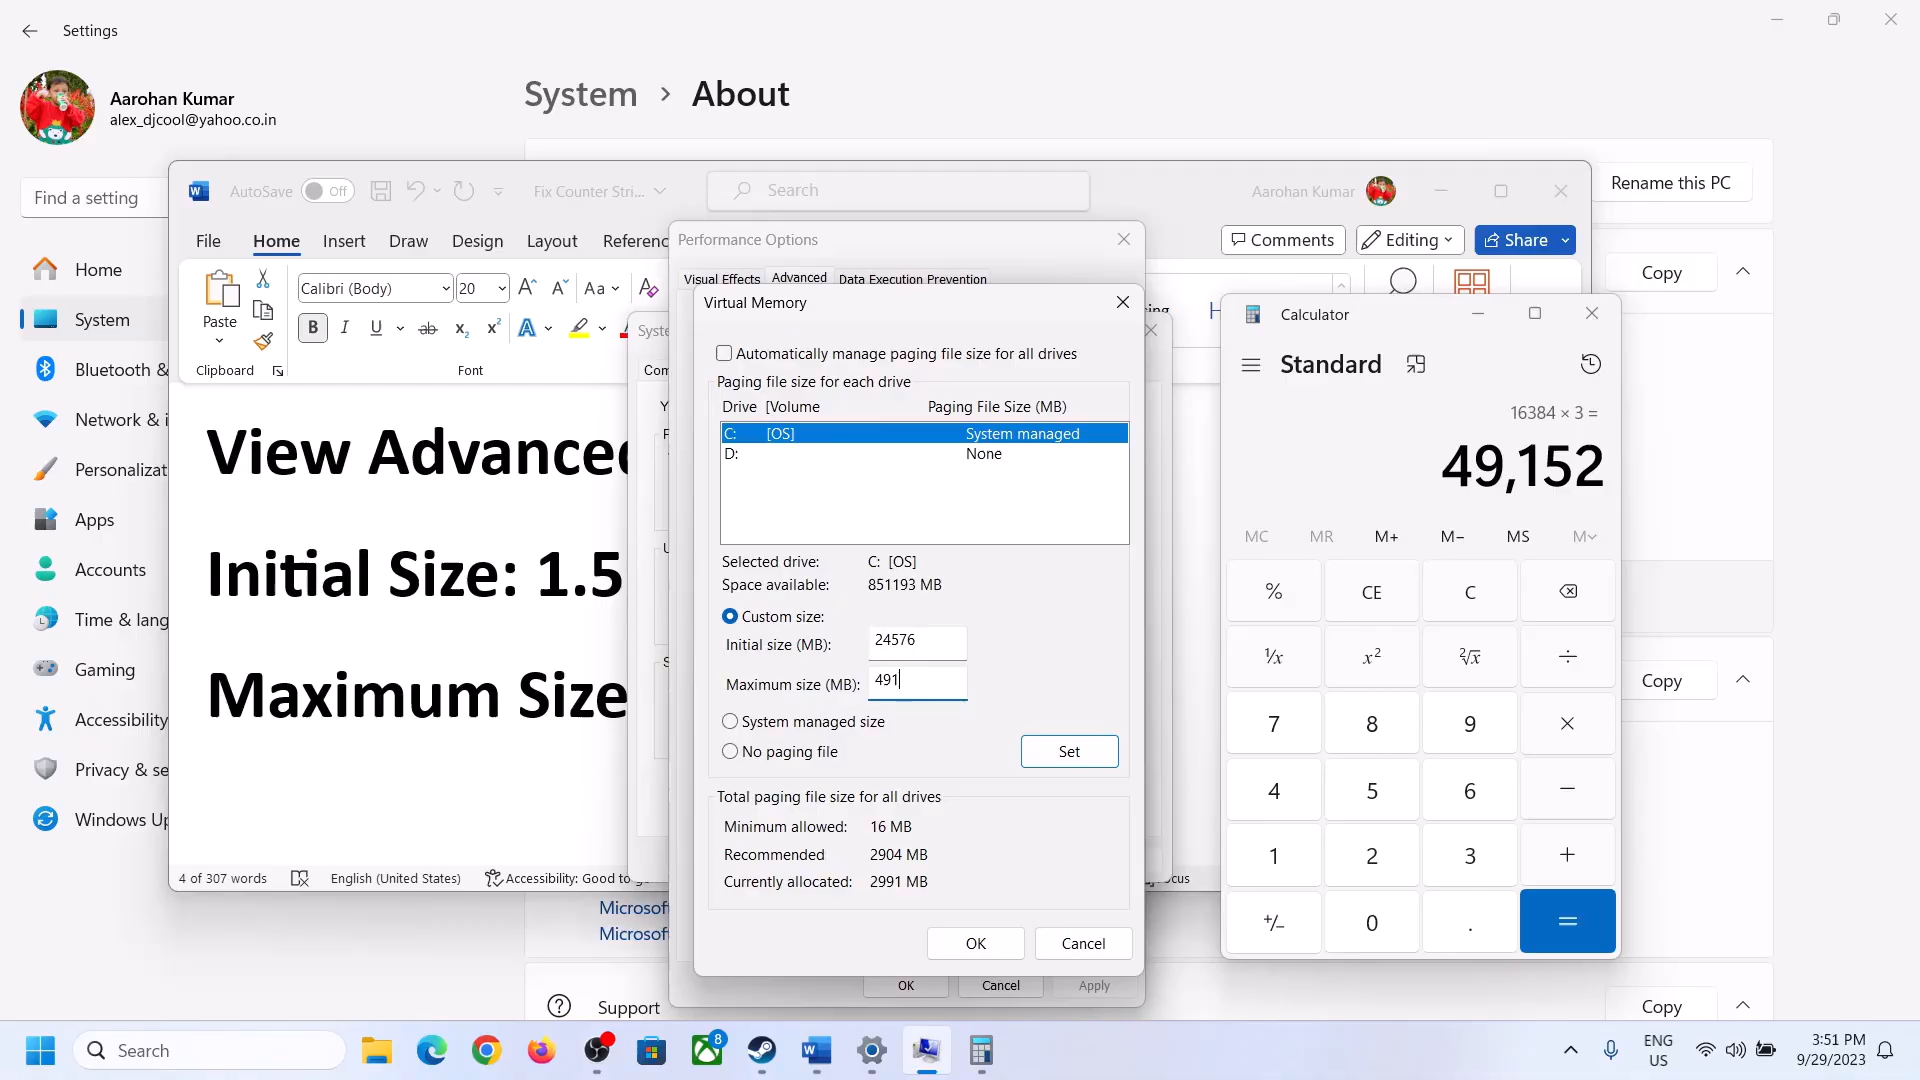 Settings
Aarohan Kumar
alex_djcool@yahoo.co.in
System > About
Find a setting
Home
System
Bluetooth &
Network & i
Personalizat
Apps
Accounts
Time & lang
Gaming
Accessibility
Privacy & se
Windows Up
Rename this PC
Copy
Copy
Copy
Microsof
Microsof
Support
AutoSave Off
Fix Counter Stri...
Search
Aarohan Kumar
File Home Insert Draw Design Layout Referenc
Comments Editing Share
Paste
Calibri (Body) 20
Aa
B I U ab x2 x2 A
Clipboard Font
View Advanced
Initial Size: 1.5
Maximum Size
4 of 307 words English (United States) Accessibility: Good to
Performance Options
Visual Effects Advanced Data Execution Prevention
OK Cancel Apply
Virtual Memory
Automatically manage paging file size for all drives
Paging file size for each drive
Drive [Volume Paging File Size (MB)
C: [OS] System managed
D: None
Selected drive: C: [OS]
Space available: 851193 MB
Custom size:
Initial size (MB): 24576
Maximum size (MB): 491
System managed size
No paging file Set
Total paging file size for all drives
Minimum allowed: 16 MB
Recommended 2904 MB
Currently allocated: 2991 MB
OK Cancel
Calculator
Standard
16384 × 3 =
49,152
MC MR M+ M− MS M
% CE C
1/x x2 2√x ÷
7 8 9 ×
4 5 6 −
1 2 3 +
+/− 0 . =
Search
8
ENG
US
3:51 PM
9/29/2023